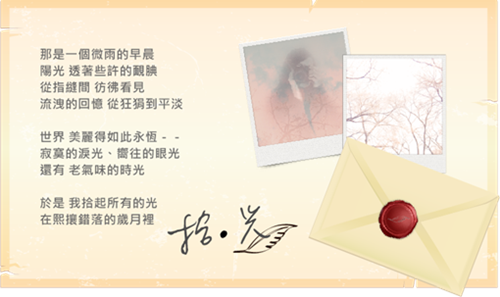 那是一個微雨的早晨
陽光 透著些許的靦腆
從指縫間 彷彿看見
流洩的回憶 從狂狷到平淡
世界 美麗得如此永恆 - -
寂寞的淚光、嚮往的眼光
還有 老氣味的時光
於是 我拾起所有的光
在熙攘錯落的歲月裡
拾•光